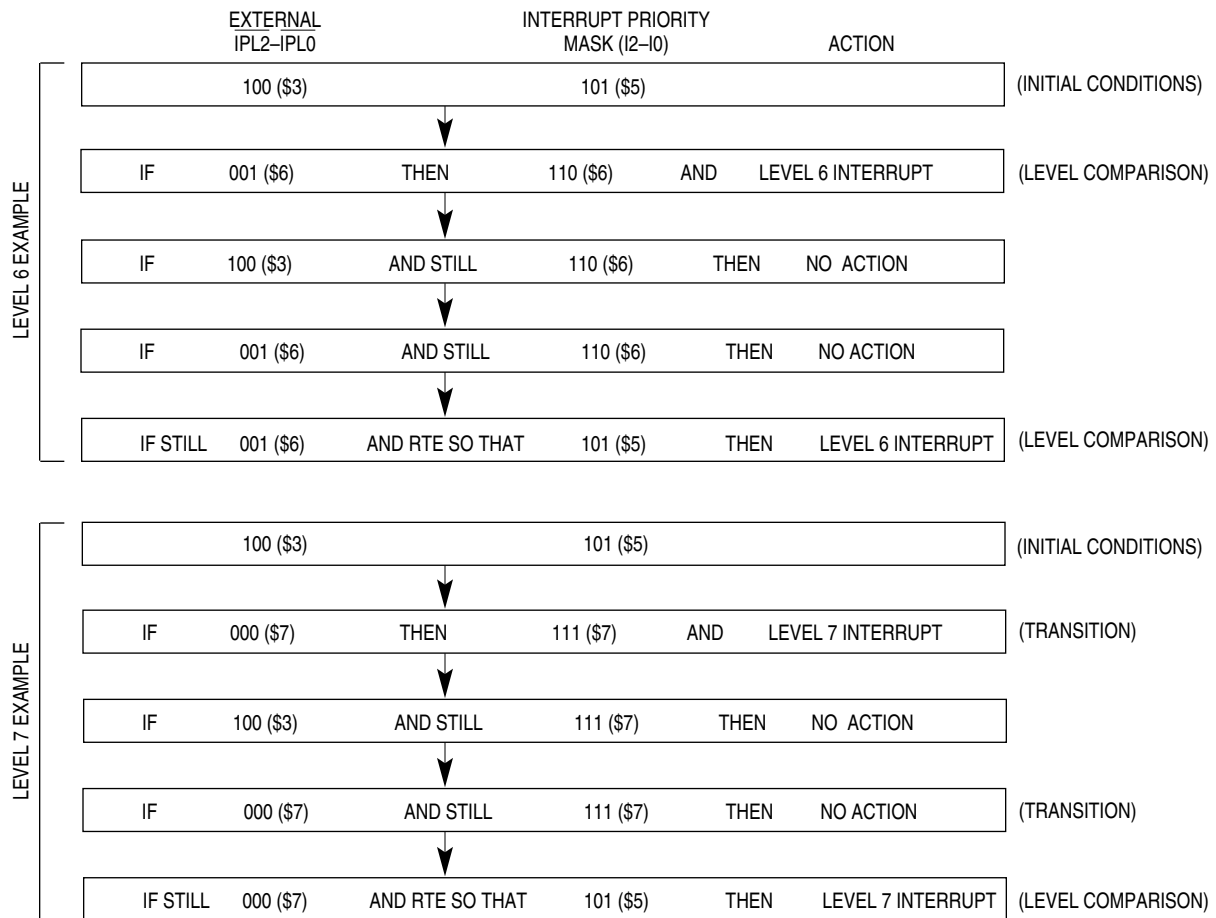 EXTERNAL INTERRUPT PRIORITY
IPL2–IPL0 MASK (I2–I0) ACTION
LEVEL 6 EXAMPLE
100 ($3) 101 ($5) (INITIAL CONDITIONS)
IF 001 ($6) THEN 110 ($6) AND LEVEL 6 INTERRUPT (LEVEL COMPARISON)
IF 100 ($3) AND STILL 110 ($6) THEN NO ACTION
IF 001 ($6) AND STILL 110 ($6) THEN NO ACTION
IF STILL 001 ($6) AND RTE SO THAT 101 ($5) THEN LEVEL 6 INTERRUPT (LEVEL COMPARISON)
LEVEL 7 EXAMPLE
100 ($3) 101 ($5) (INITIAL CONDITIONS)
IF 000 ($7) THEN 111 ($7) AND LEVEL 7 INTERRUPT (TRANSITION)
IF 100 ($3) AND STILL 111 ($7) THEN NO ACTION
IF 000 ($7) AND STILL 111 ($7) THEN NO ACTION (TRANSITION)
IF STILL 000 ($7) AND RTE SO THAT 101 ($5) THEN LEVEL 7 INTERRUPT (LEVEL COMPARISON)